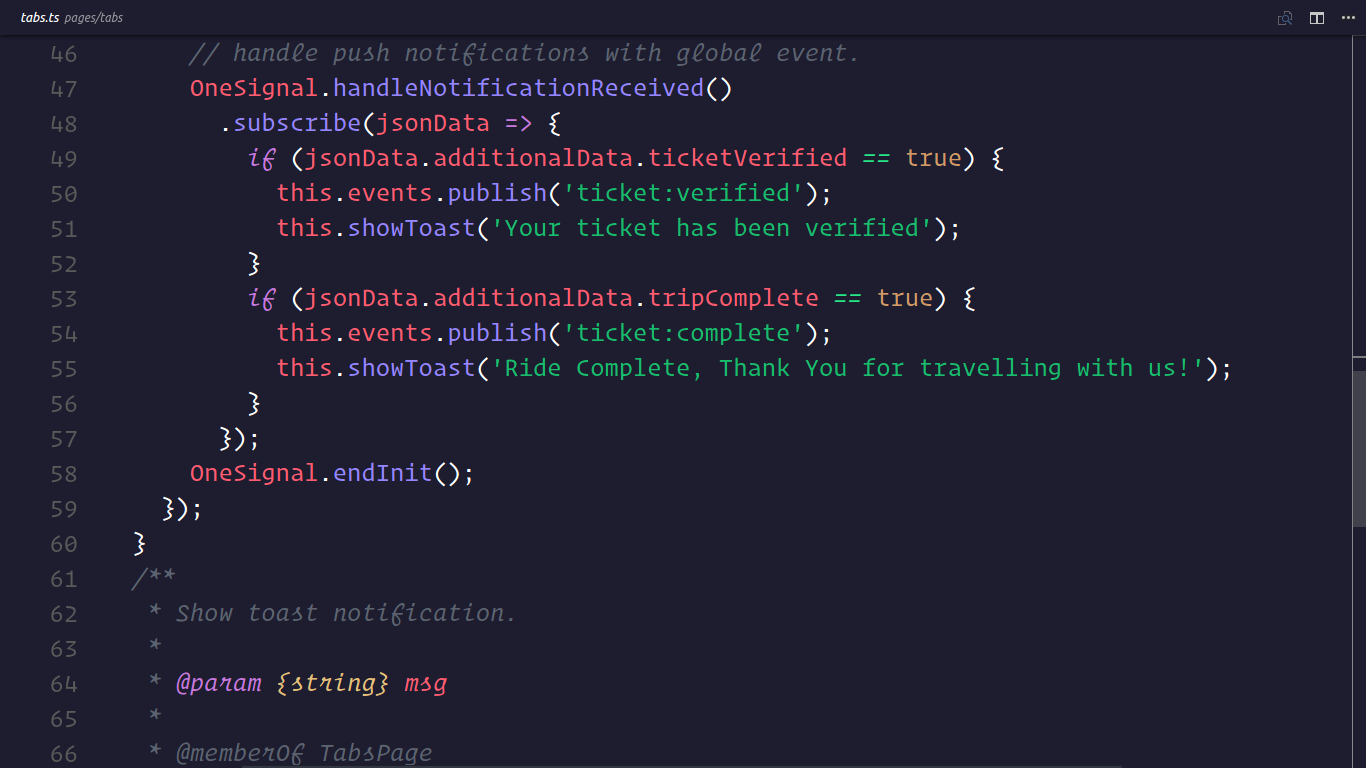 tabs.ts pages/tabs
46 // handle push notifications with global event.
47 OneSignal.handleNotificationReceived()
48 .subscribe(jsonData => {
49 if (jsonData.additionalData.ticketVerified == true) {
50 this.events.publish('ticket:verified');
51 this.showToast('Your ticket has been verified');
52 }
53 if (jsonData.additionalData.tripComplete == true) {
54 this.events.publish('ticket:complete');
55 this.showToast('Ride Complete, Thank You for travelling with us!');
56 }
57 });
58 OneSignal.endInit();
59 });
60 }
61 /**
62 * Show toast notification.
63 *
64 * @param {string} msg
65 *
66 * @memberOf TabsPage